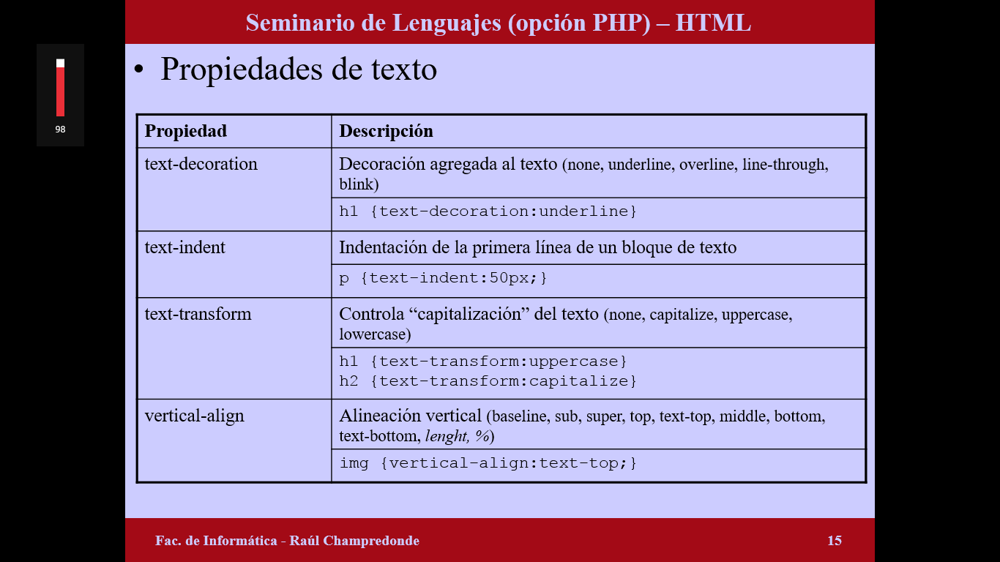 Seminario de Lenguajes (opción PHP) – HTML
98
• Propiedades de texto
Propiedad Descripción
text-decoration Decoración agregada al texto (none, underline, overline, line-through,
blink)
h1 {text-decoration:underline}
text-indent Indentación de la primera línea de un bloque de texto
p {text-indent:50px;}
text-transform Controla “capitalización” del texto (none, capitalize, uppercase,
lowercase)
h1 {text-transform:uppercase}
h2 {text-transform:capitalize}
vertical-align Alineación vertical (baseline, sub, super, top, text-top, middle, bottom,
text-bottom, lenght, %)
img {vertical-align:text-top;}
Fac. de Informática - Raúl Champredonde 15